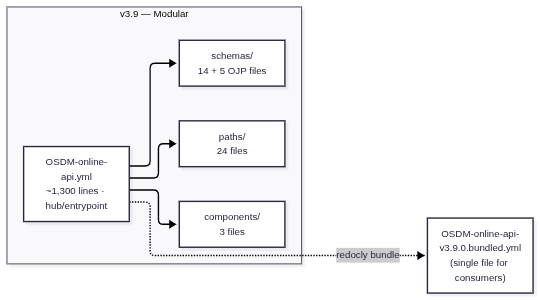 v3.9 — Modular
schemas/
14 + 5 OJP files
paths/
24 files
OSDM-online-
api.yml
~1,300 lines ·
hub/entrypoint
components/
3 files
redocly bundle
OSDM-online-api-
v3.9.0.bundled.yml
(single file for
consumers)